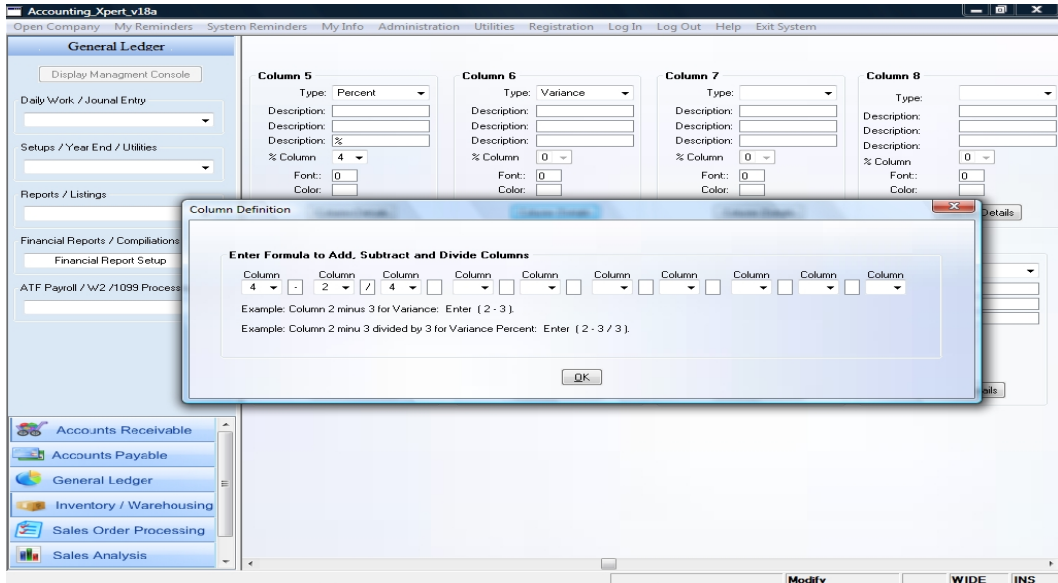 Accounting_Xpert_v18a
Open Company My Reminders System Reminders My Info Administration Utilities Registration Log In Log Out Help Exit System
General Ledger
Display Managment Console
Daily Work / Jounal Entry
Setups / Year End / Utilities
Reports / Listings
Financial Reports / Compiliations
Financial Report Setup
ATF Payroll / W2 /1099 Process
Column 5 Column 6 Column 7 Column 8
Type: Percent Type: Variance Type: Type:
Description: Description: Description: Description:
Description: Description: Description: Description:
Description: % Description: Description: Description:
% Column 4 % Column 0 % Column 0 % Column 0
Font:: 0 Font:: 0 Font:: 0 Font:: 0
Color: Color: Color: Color:
Details
Column Definition
Enter Formula to Add, Subtract and Divide Columns
Column Column Column Column Column Column Column Column Column Column
4 - 2 / 4
Example: Column 2 minus 3 for Variance: Enter ( 2 - 3 ).
Example: Column 2 minu 3 divided by 3 for Variance Percent: Enter ( 2 - 3 / 3 ).
OK
ails
Accounts Receivable
Accounts Payable
General Ledger
Inventory / Warehousing
Sales Order Processing
Sales Analysis
Modify WIDE INS